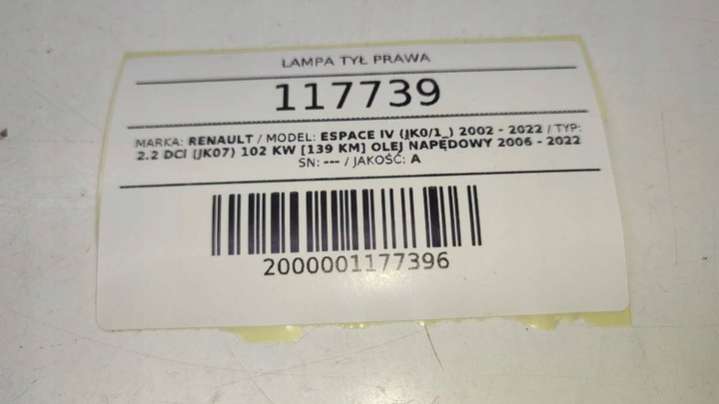 LAMPA TYŁ PRAWA
117739
MARKA: RENAULT / MODEL: ESPACE IV (JK0/1_) 2002 - 2022 / TYP:
2.2 DCI (JK07) 102 KW [139 KM] OLEJ NAPĘDOWY 2006 - 2022
SN: --- / JAKOŚĆ: A
2000001177396